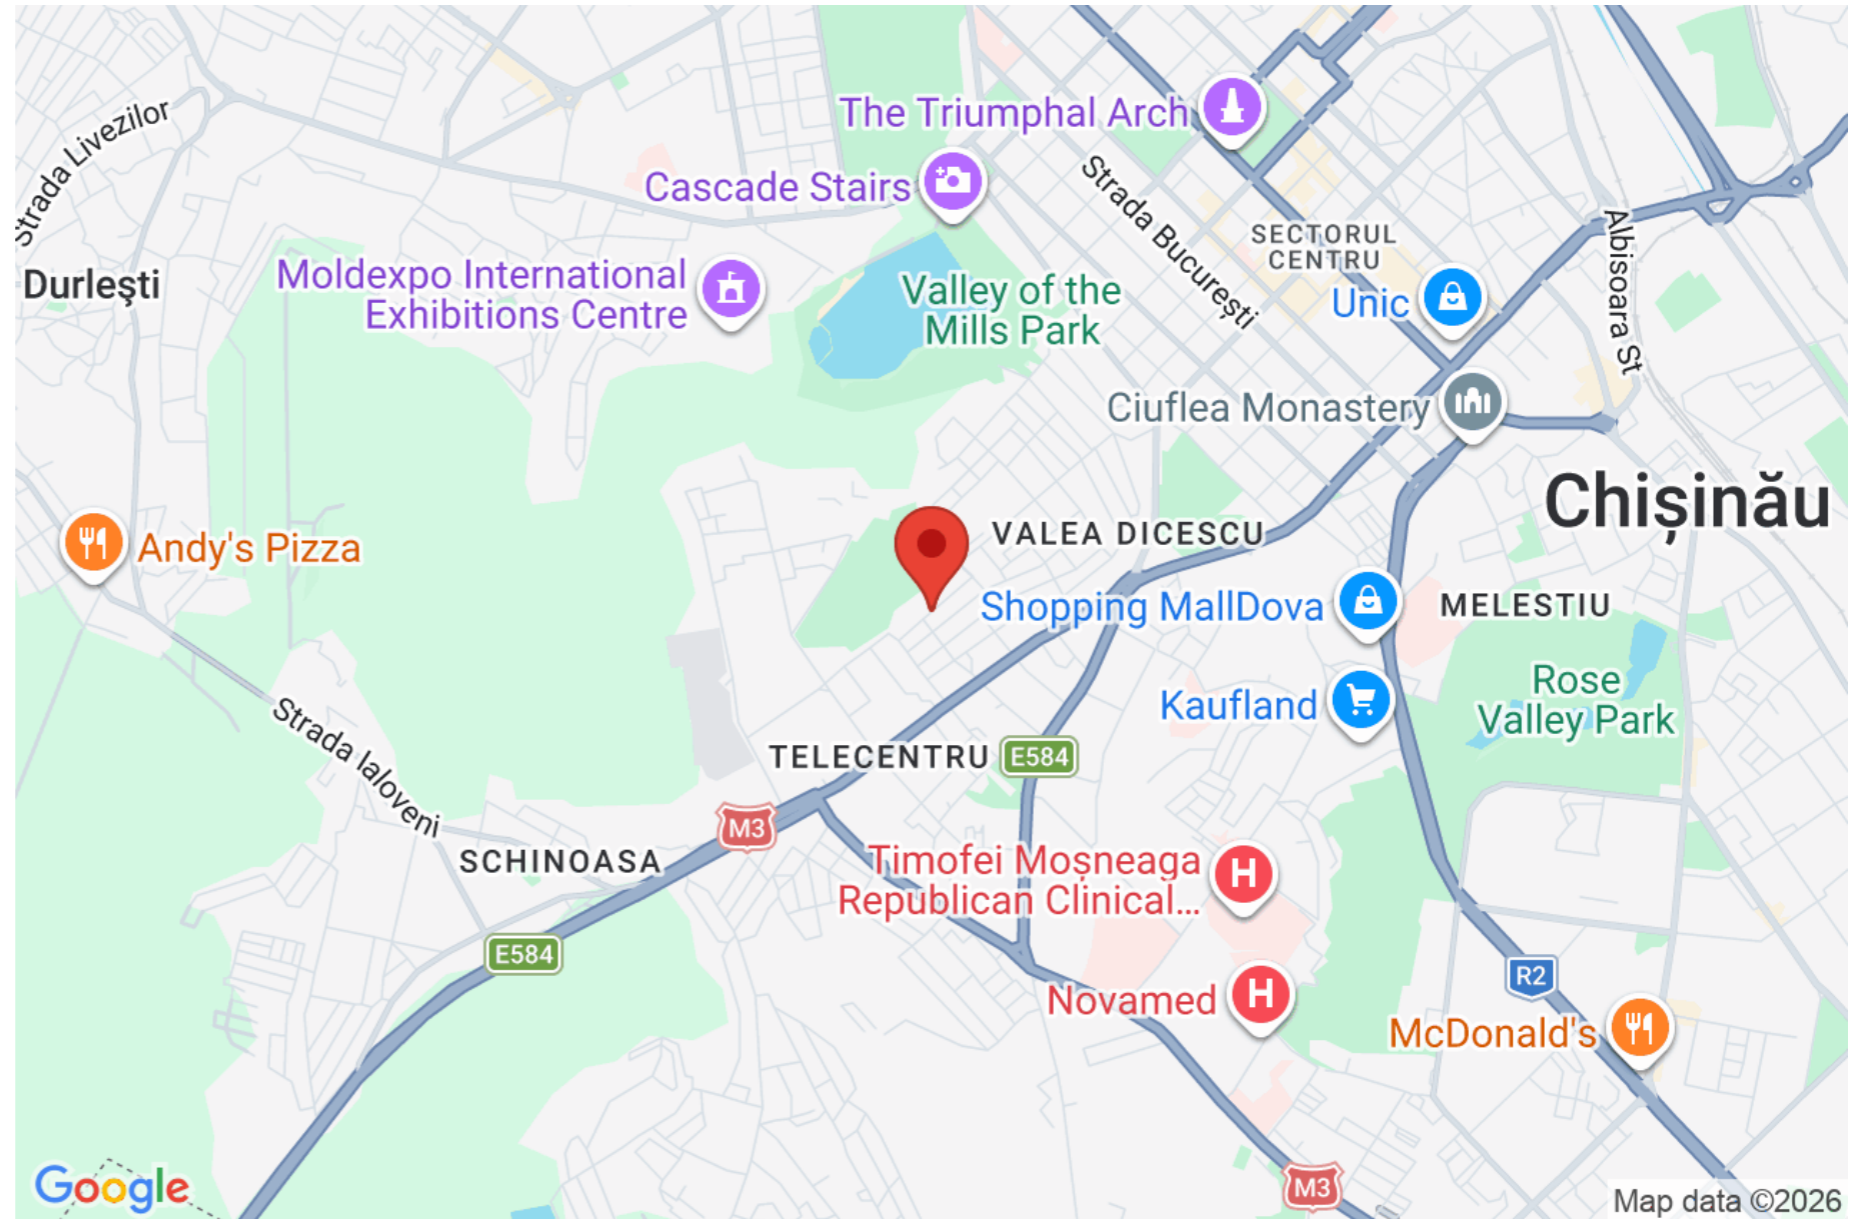 The Triumphal Arch
Strada Livezilor
Cascade Stairs
Strada București
SECTORUL
CENTRU
Albisoara St
Durleşti
Moldexpo International
Exhibitions Centre
Valley of the
Mills Park
Unic
Ciuflea Monastery
Chișinău
Andy's Pizza
VALEA DICESCU
Shopping MallDova
MELESTIU
Rose
Valley Park
Kaufland
Strada Ialoveni
TELECENTRU
E584
M3
SCHINOASA
Timofei Moșneaga
Republican Clinical...
H
E584
R2
Novamed
H
McDonald's
Google
M3
Map data ©2026